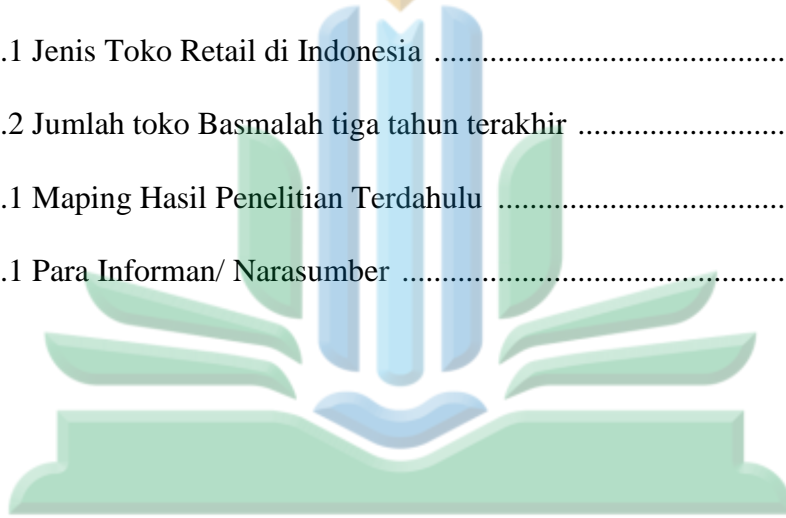 .1 Jenis Toko Retail di Indonesia ............................................
.2 Jumlah toko Basmalah tiga tahun terakhir ..........................
.1 Maping Hasil Penelitian Terdahulu ....................................
.1 Para Informan/ Narasumber ................................................